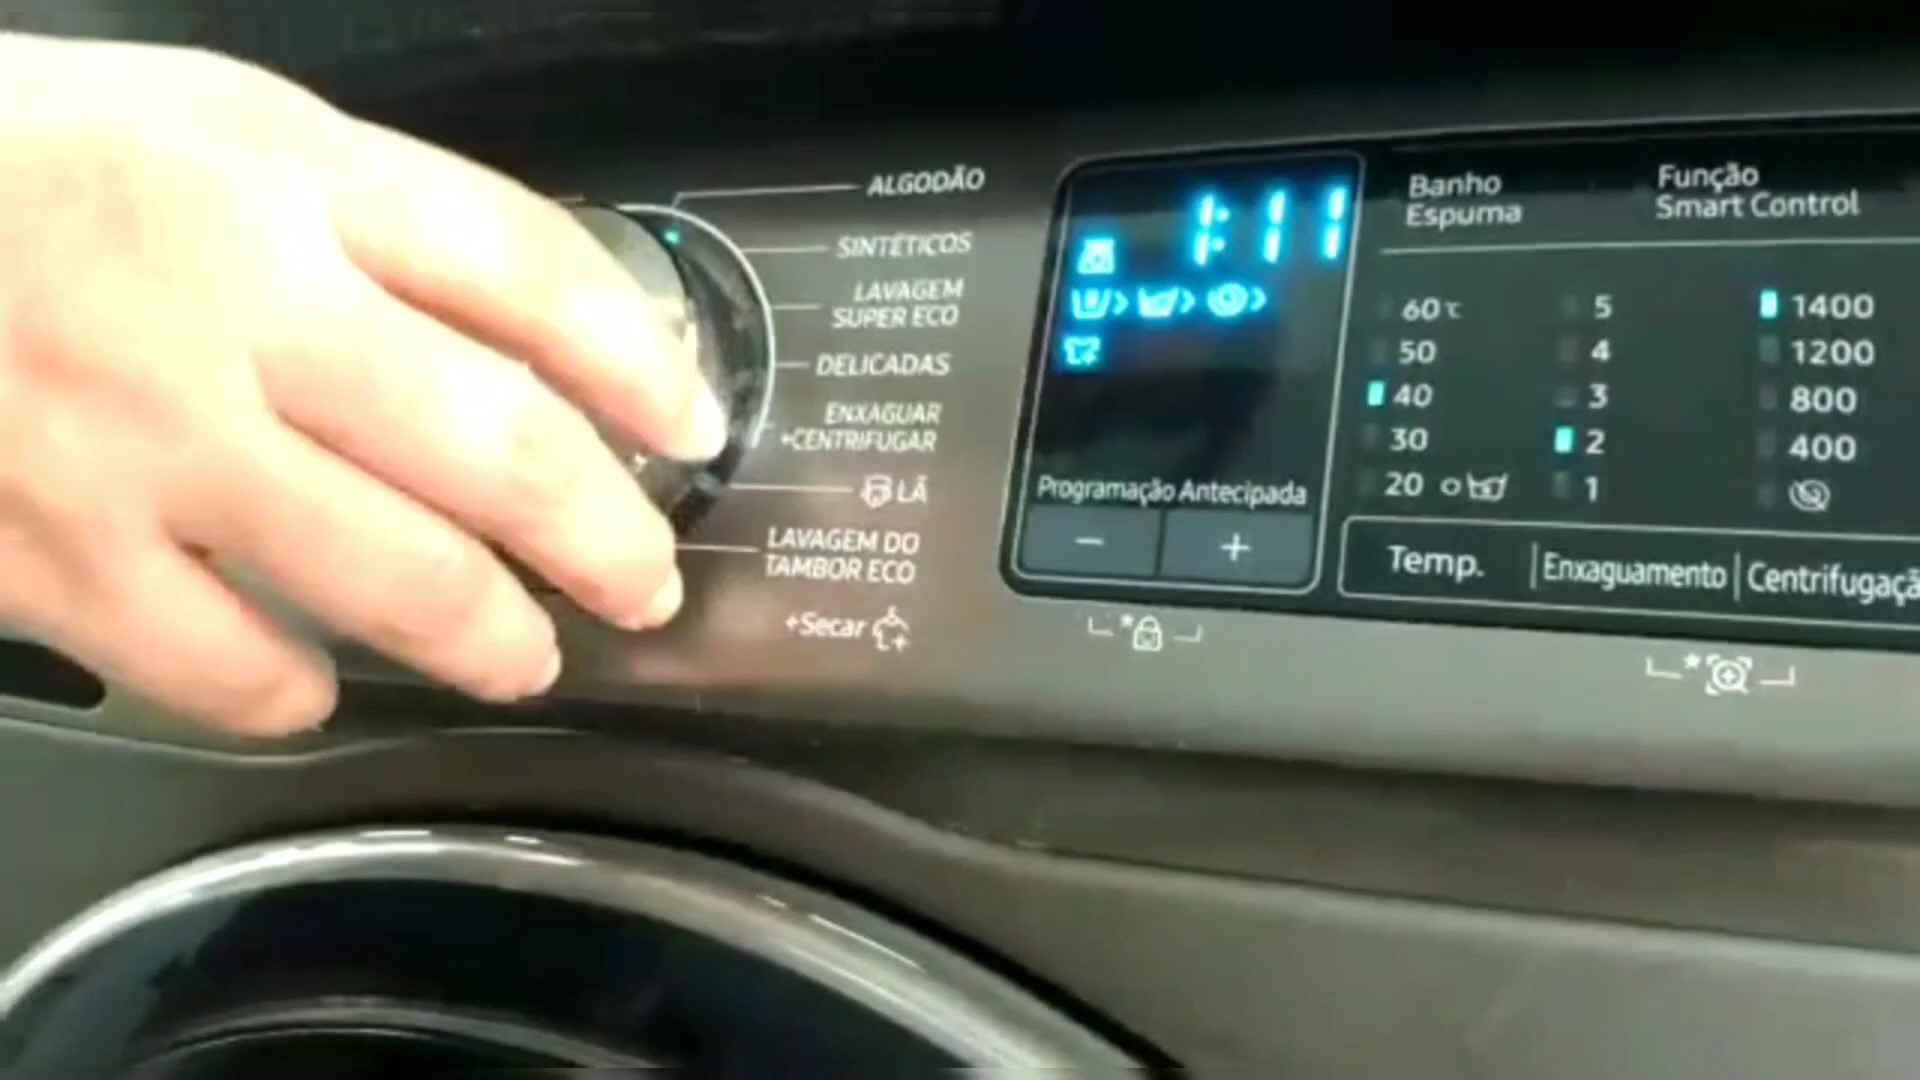 ALGODÃO
SINTÉTICOS
LAVAGEM
SUPER ECO
DELICADAS
ENXAGUAR
+CENTRIFUGAR
LÃ
LAVAGEM DO
TAMBOR ECO
+Secar
1:11
Programação Antecipada
− +
Banho
Espuma
Função
Smart Control
60℃ 5 1400
50 4 1200
40 3 800
30 2 400
20 1
Temp. Enxaguamento Centrifugaçã